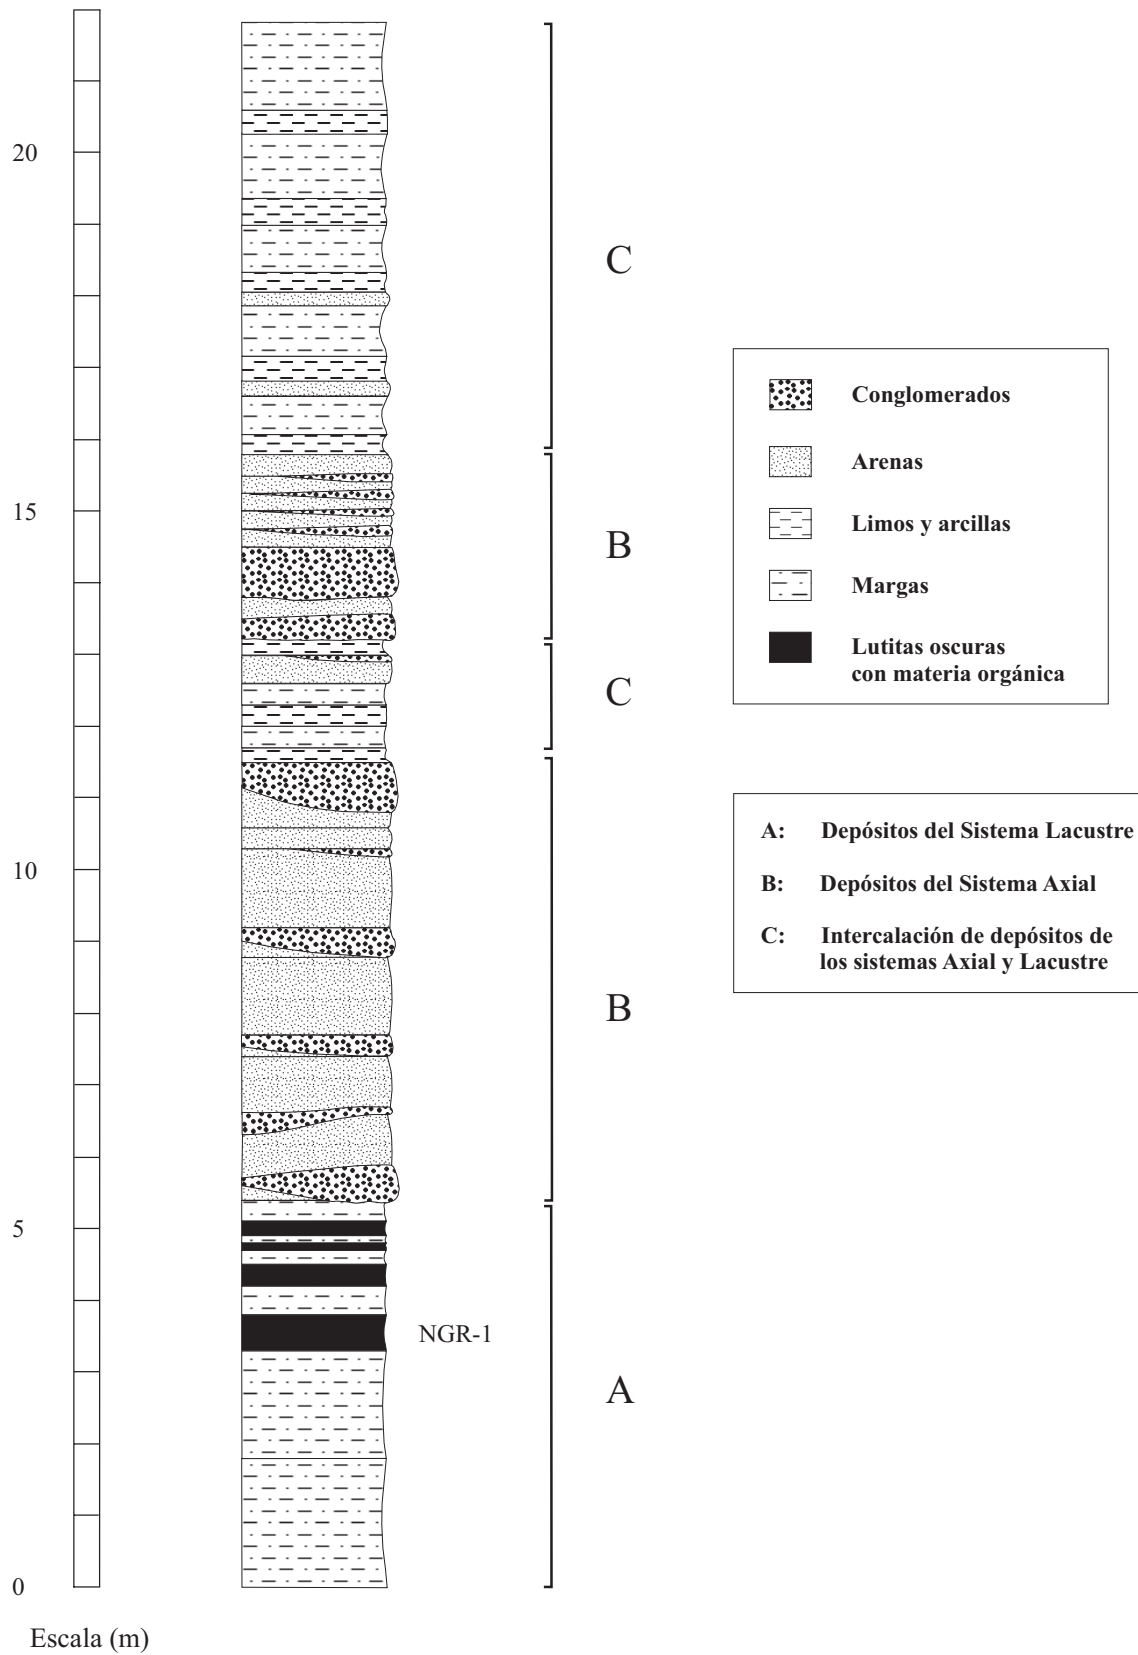 20
15
10
5
0
Escala (m)
NGR-1
C
B
C
B
A
Conglomerados
Arenas
Limos y arcillas
Margas
Lutitas oscuras
con materia orgánica
A: Depósitos del Sistema Lacustre
B: Depósitos del Sistema Axial
C: Intercalación de depósitos de
los sistemas Axial y Lacustre